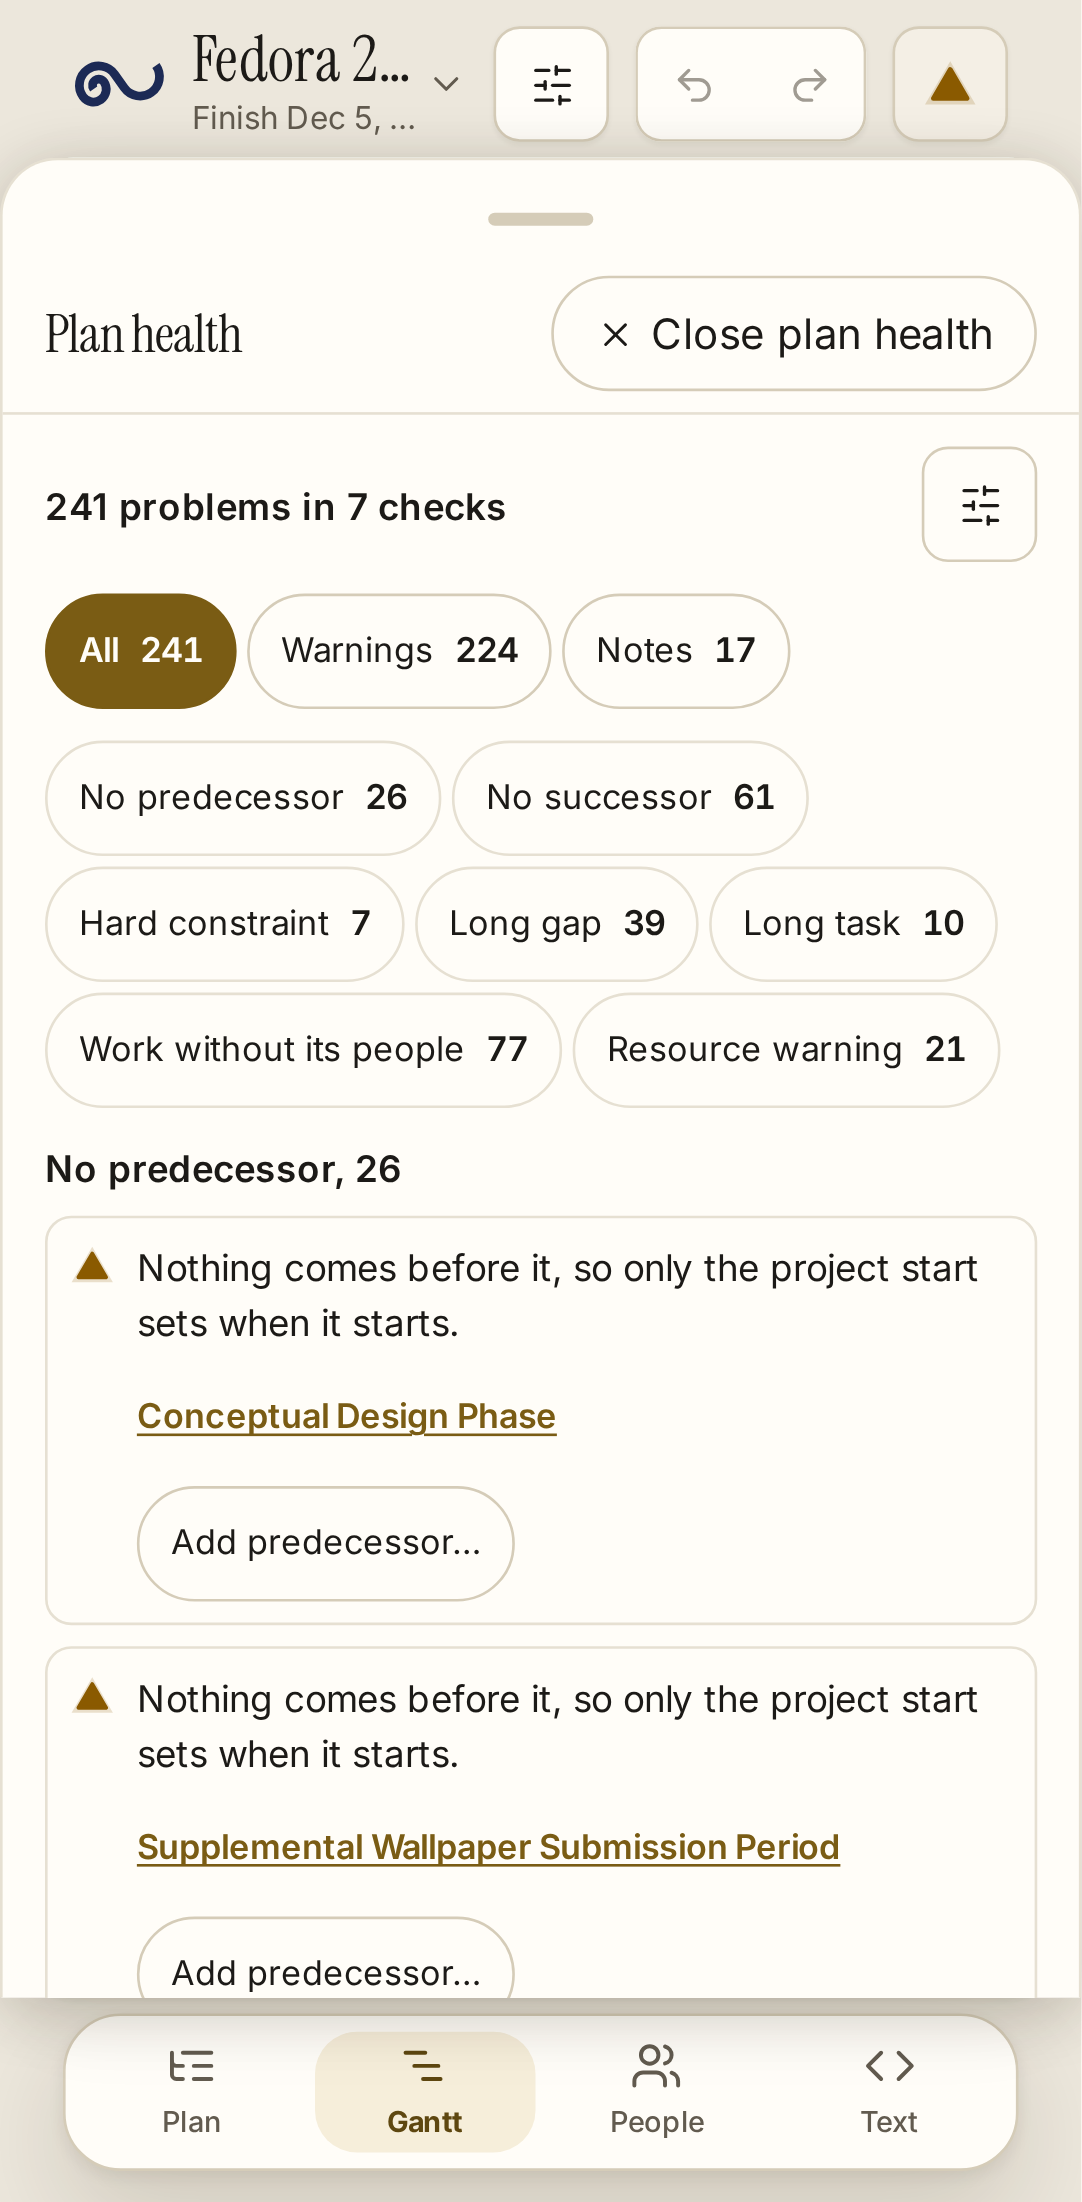 Fedora 2...
Finish Dec 5, ...
Plan health
Close plan health
241 problems in 7 checks
All 241
Warnings 224
Notes 17
No predecessor 26
No successor 61
Hard constraint 7
Long gap 39
Long task 10
Work without its people 77
Resource warning 21
No predecessor, 26
Nothing comes before it, so only the project start
sets when it starts.
Conceptual Design Phase
Add predecessor...
Nothing comes before it, so only the project start
sets when it starts.
Supplemental Wallpaper Submission Period
Add predecessor...
Plan
Gantt
People
Text